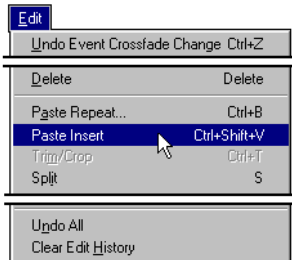 Edit
Undo Event Crossfade Change Ctrl+Z
Delete Delete
Paste Repeat... Ctrl+B
Paste Insert Ctrl+Shift+V
Trim/Crop Ctrl+T
Split S
Undo All
Clear Edit History